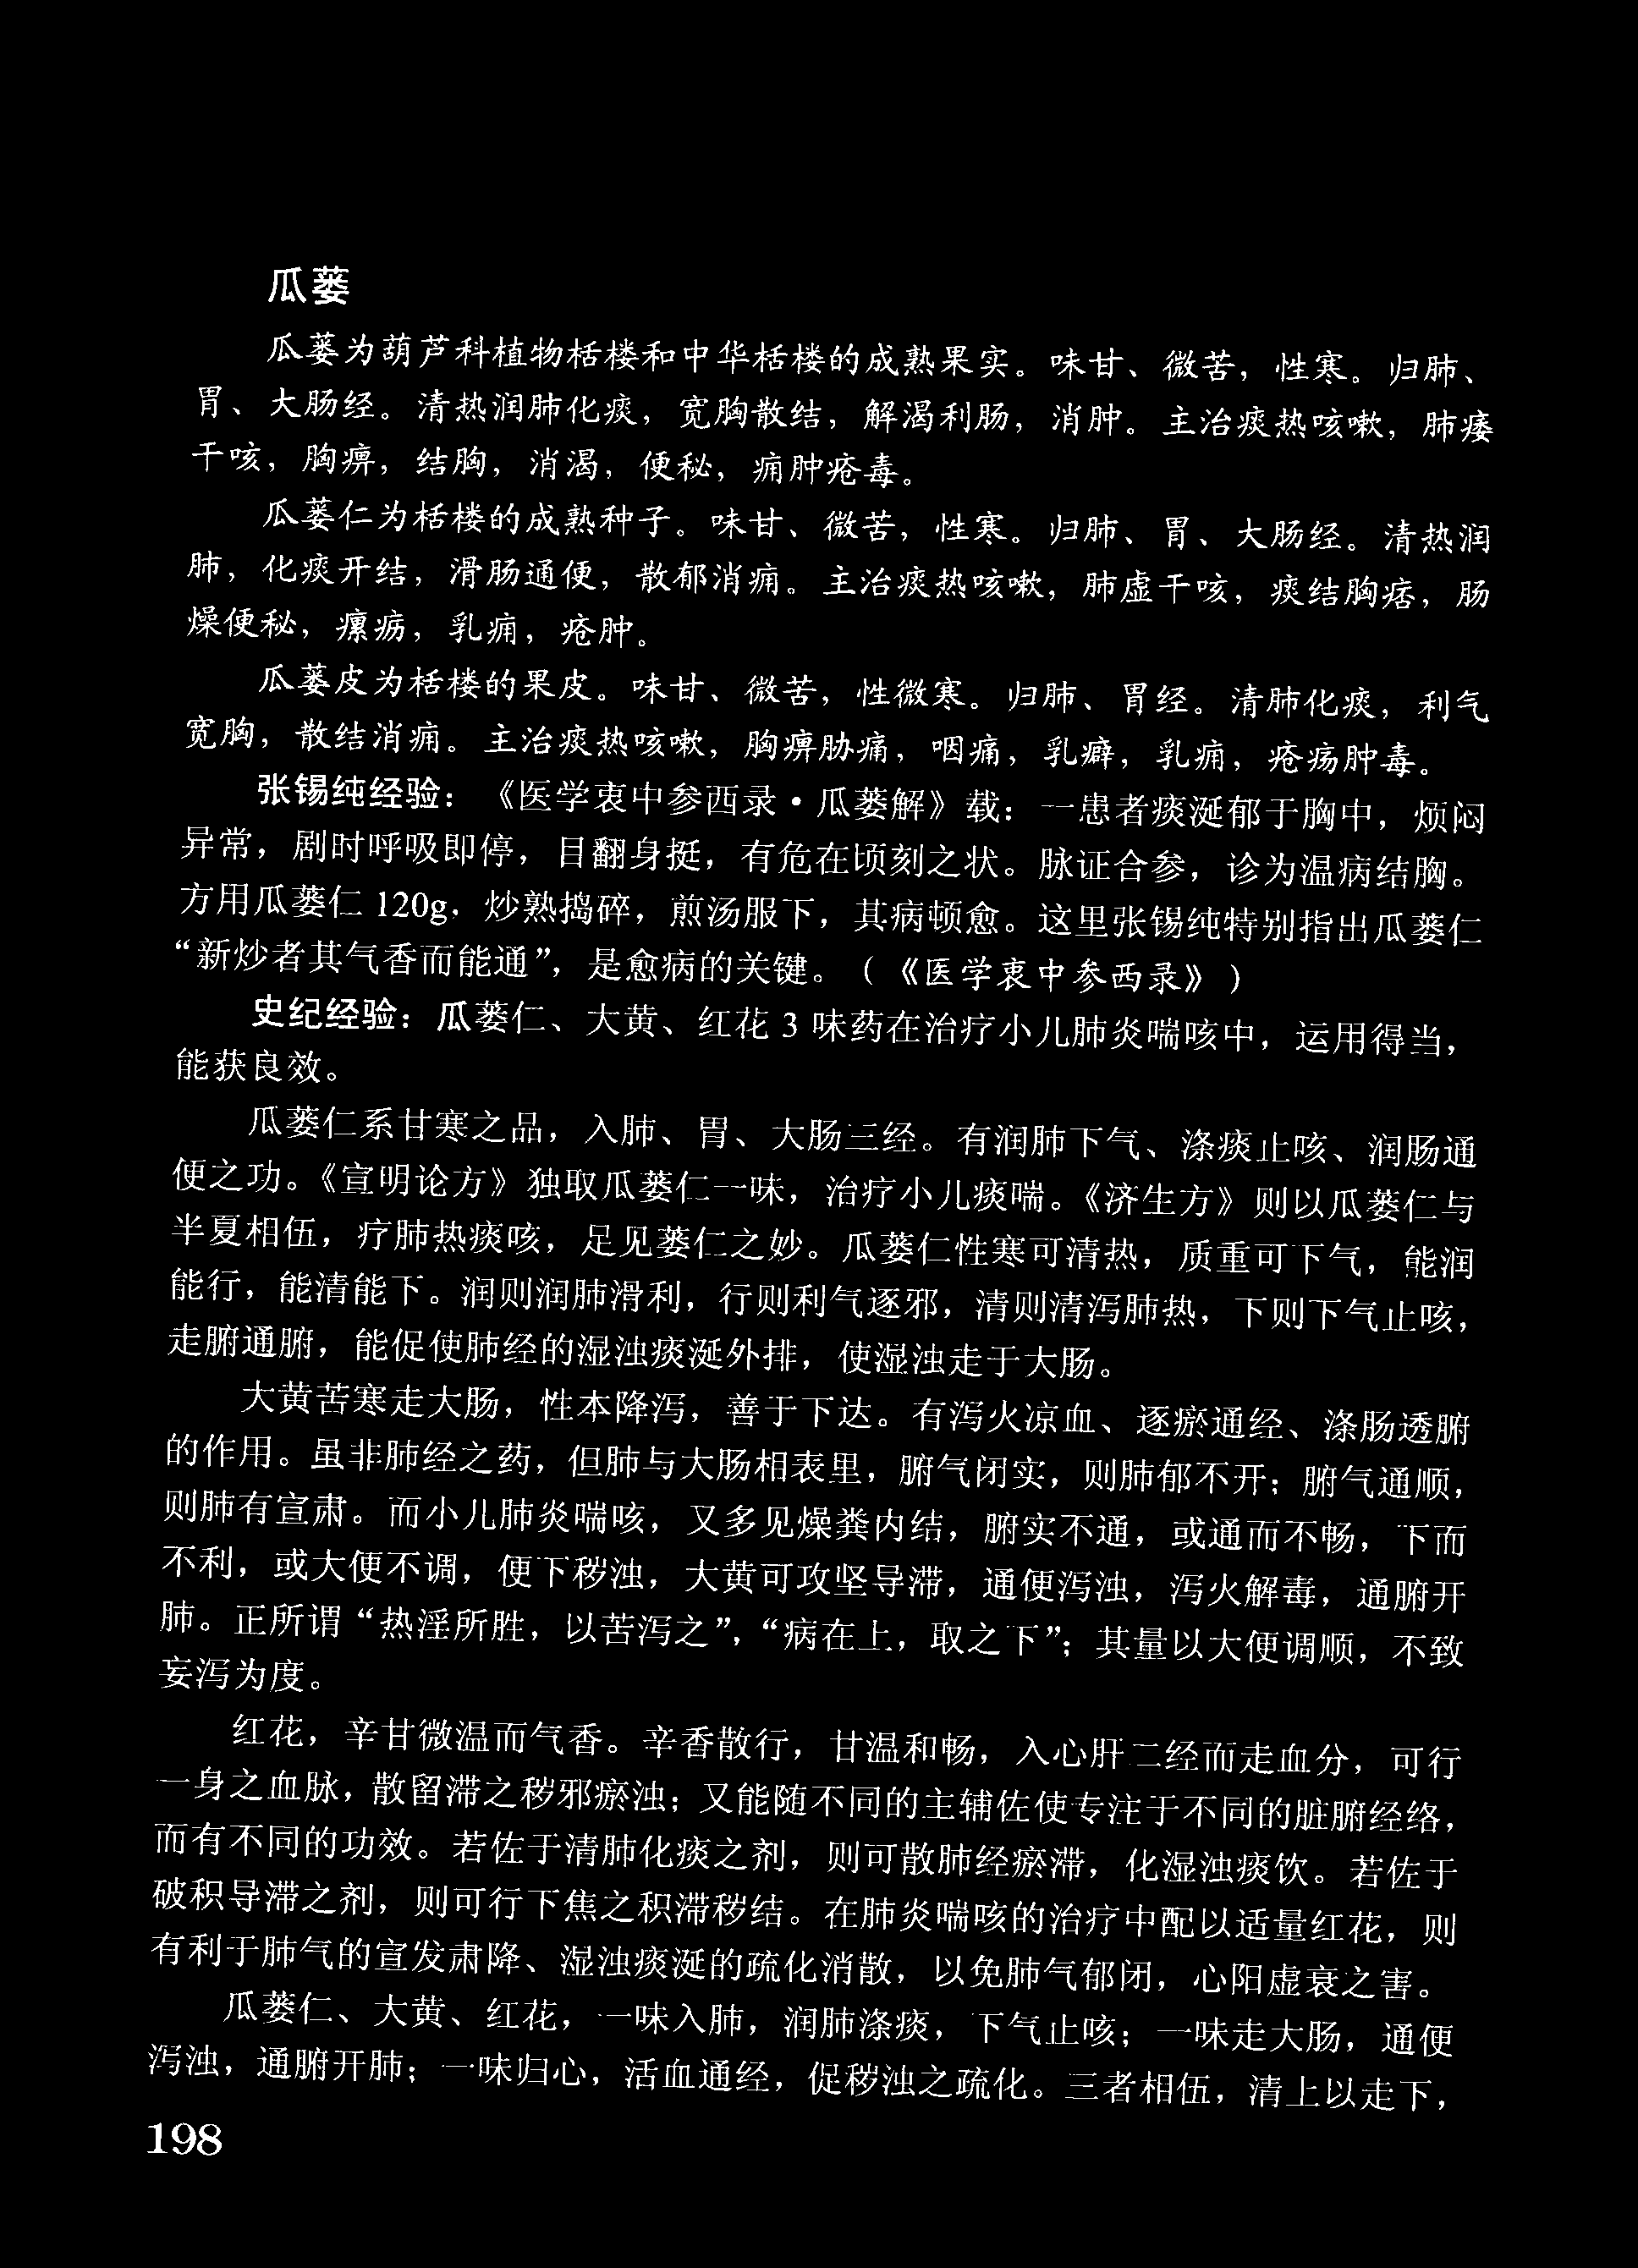 瓜蒌
瓜蒌为葫芦科植物栝楼和中华栝楼的成熟果实。味甘、微苦，性寒。归肺、
胃、大肠经。清热润肺化痰，宽胸散结，解渴利肠，消肿。主治痰热咳嗽，肺痿
干咳，胸痹，结胸，消渴，便秘，痈肿疮毒。
瓜蒌仁为栝楼的成熟种子。味甘、微苦，性寒。归肺、胃、大肠经。清热润
肺，化痰开结，滑肠通便，散郁消痈。主治痰热咳嗽，肺虚干咳，痰结胸痞，肠
燥便秘，瘰疬，乳痈，疮肿。
瓜蒌皮为栝楼的果皮。味甘、微苦，性微寒。归肺、胃经。清肺化痰，利气
宽胸，散结消痈。主治痰热咳嗽，胸痹胁痛，咽痛，乳癖，乳痈，疮疡肿毒。
张锡纯经验：《医学衷中参西录·瓜蒌解》载：一患者痰涎郁于胸中，烦闷
异常，剧时呼吸即停，目翻身挺，有危在顷刻之状。脉证合参，诊为温病结胸。
方用瓜蒌仁 120g，炒熟捣碎，煎汤服下，其病顿愈。这里张锡纯特别指出瓜蒌仁
“新炒者其气香而能通”，是愈病的关键。（《医学衷中参西录》）
史纪经验：瓜蒌仁、大黄、红花 3 味药在治疗小儿肺炎喘咳中，运用得当，
能获良效。
瓜蒌仁系甘寒之品，入肺、胃、大肠三经。有润肺下气、涤痰止咳、润肠通
便之功。《宣明论方》独取瓜蒌仁一味，治疗小儿痰喘。《济生方》则以瓜蒌仁与
半夏相伍，疗肺热痰咳，足见蒌仁之妙。瓜蒌仁性寒可清热，质重可下气，能润
能行，能清能下。润则润肺滑利，行则利气逐邪，清则清泻肺热，下则下气止咳，
走腑通腑，能促使肺经的湿浊痰涎外排，使湿浊走于大肠。
大黄苦寒走大肠，性本降泻，善于下达。有泻火凉血、逐瘀通经、涤肠透腑
的作用。虽非肺经之药，但肺与大肠相表里，腑气闭实，则肺郁不开；腑气通顺，
则肺有宣肃。而小儿肺炎喘咳，又多见燥粪内结，腑实不通，或通而不畅，下而
不利，或大便不调，便下秽浊，大黄可攻坚导滞，通便泻浊，泻火解毒，通腑开
肺。正所谓“热淫所胜，以苦泻之”，“病在上，取之下”；其量以大便调顺，不致
妄泻为度。
红花，辛甘微温而气香。辛香散行，甘温和畅，入心肝二经而走血分，可行
一身之血脉，散留滞之秽邪瘀浊；又能随不同的主辅佐使专注于不同的脏腑经络，
而有不同的功效。若佐于清肺化痰之剂，则可散肺经瘀滞，化湿浊痰饮。若佐于
破积导滞之剂，则可行下焦之积滞秽结。在肺炎喘咳的治疗中配以适量红花，则
有利于肺气的宣发肃降、湿浊痰涎的疏化消散，以免肺气郁闭，心阳虚衰之害。
瓜蒌仁、大黄、红花，一味入肺，润肺涤痰，下气止咳；一味走大肠，通便
泻浊，通腑开肺；一味归心，活血通经，促秽浊之疏化。三者相伍，清上以走下，
198